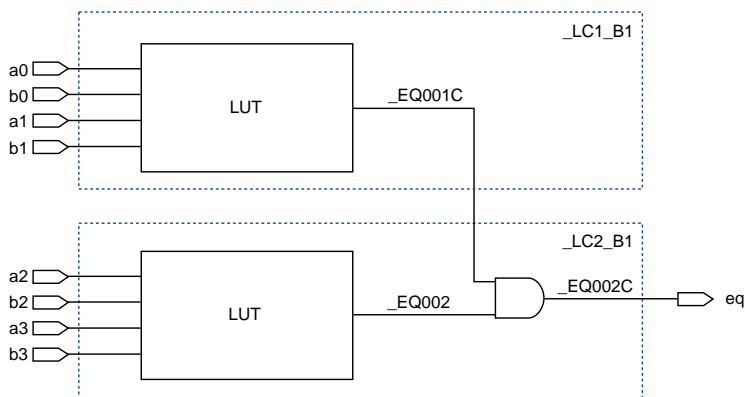 _LC1_B1
a0
b0
a1
b1
LUT
_EQ001C
_LC2_B1
a2
b2
a3
b3
LUT
_EQ002
_EQ002C
eq